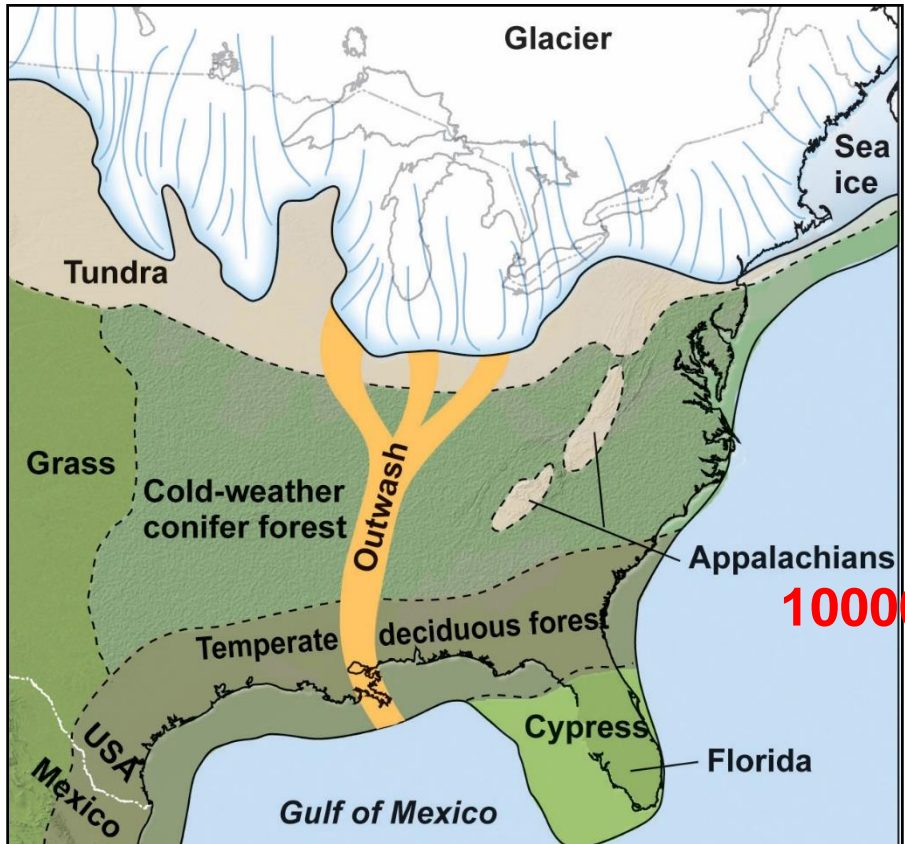 Glacier
Sea
ice
Tundra
Grass
Cold-weather
conifer forest
Outwash
Appalachians
Temperate deciduous forest
Cypress
Florida
USA
Mexico
Gulf of Mexico